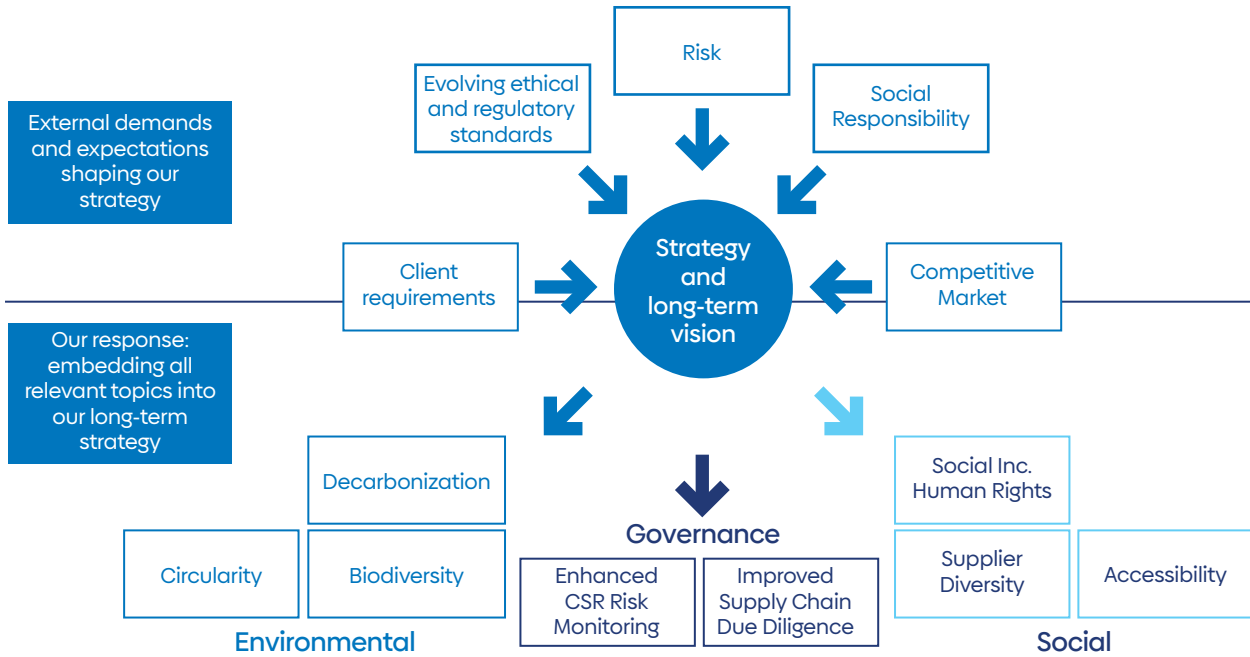 Risk
Evolving ethical
and regulatory
standards
Social
Responsibility
External demands
and expectations
shaping our
strategy
Strategy
and
long-term
vision
Client
requirements
Competitive
Market
Our response:
embedding all
relevant topics into
our long-term
strategy
Decarbonization
Circularity
Biodiversity
Environmental
Governance
Enhanced
CSR Risk
Monitoring
Improved
Supply Chain
Due Diligence
Social Inc.
Human Rights
Supplier
Diversity
Accessibility
Social